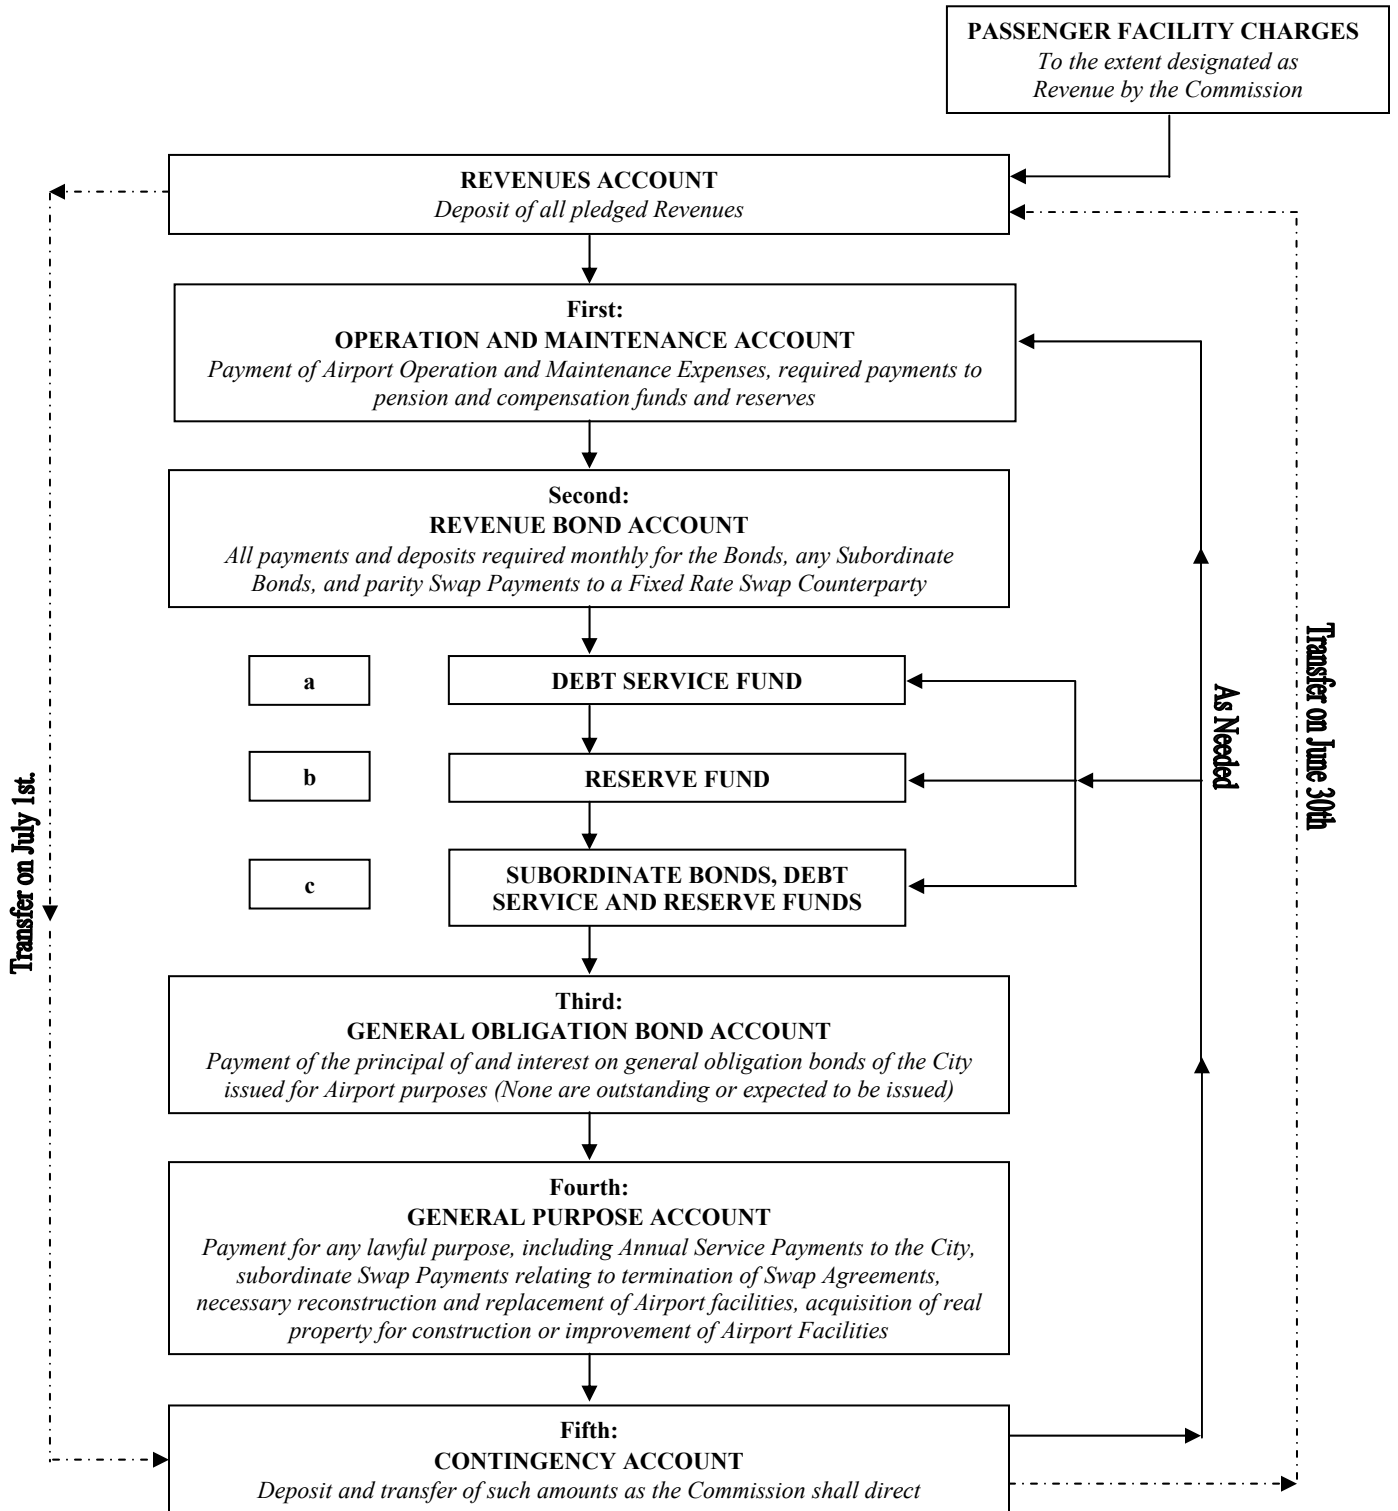 PASSENGER FACILITY CHARGES
To the extent designated as
Revenue by the Commission
REVENUES ACCOUNT
Deposit of all pledged Revenues
First:
OPERATION AND MAINTENANCE ACCOUNT
Payment of Airport Operation and Maintenance Expenses, required payments to
pension and compensation funds and reserves
Second:
REVENUE BOND ACCOUNT
All payments and deposits required monthly for the Bonds, any Subordinate
Bonds, and parity Swap Payments to a Fixed Rate Swap Counterparty
a
DEBT SERVICE FUND
b
RESERVE FUND
c
SUBORDINATE BONDS, DEBT
SERVICE AND RESERVE FUNDS
Third:
GENERAL OBLIGATION BOND ACCOUNT
Payment of the principal of and interest on general obligation bonds of the City
issued for Airport purposes (None are outstanding or expected to be issued)
Fourth:
GENERAL PURPOSE ACCOUNT
Payment for any lawful purpose, including Annual Service Payments to the City,
subordinate Swap Payments relating to termination of Swap Agreements,
necessary reconstruction and replacement of Airport facilities, acquisition of real
property for construction or improvement of Airport Facilities
Fifth:
CONTINGENCY ACCOUNT
Deposit and transfer of such amounts as the Commission shall direct
Transfer on July 1st.
As Needed
Transfer on June 30th